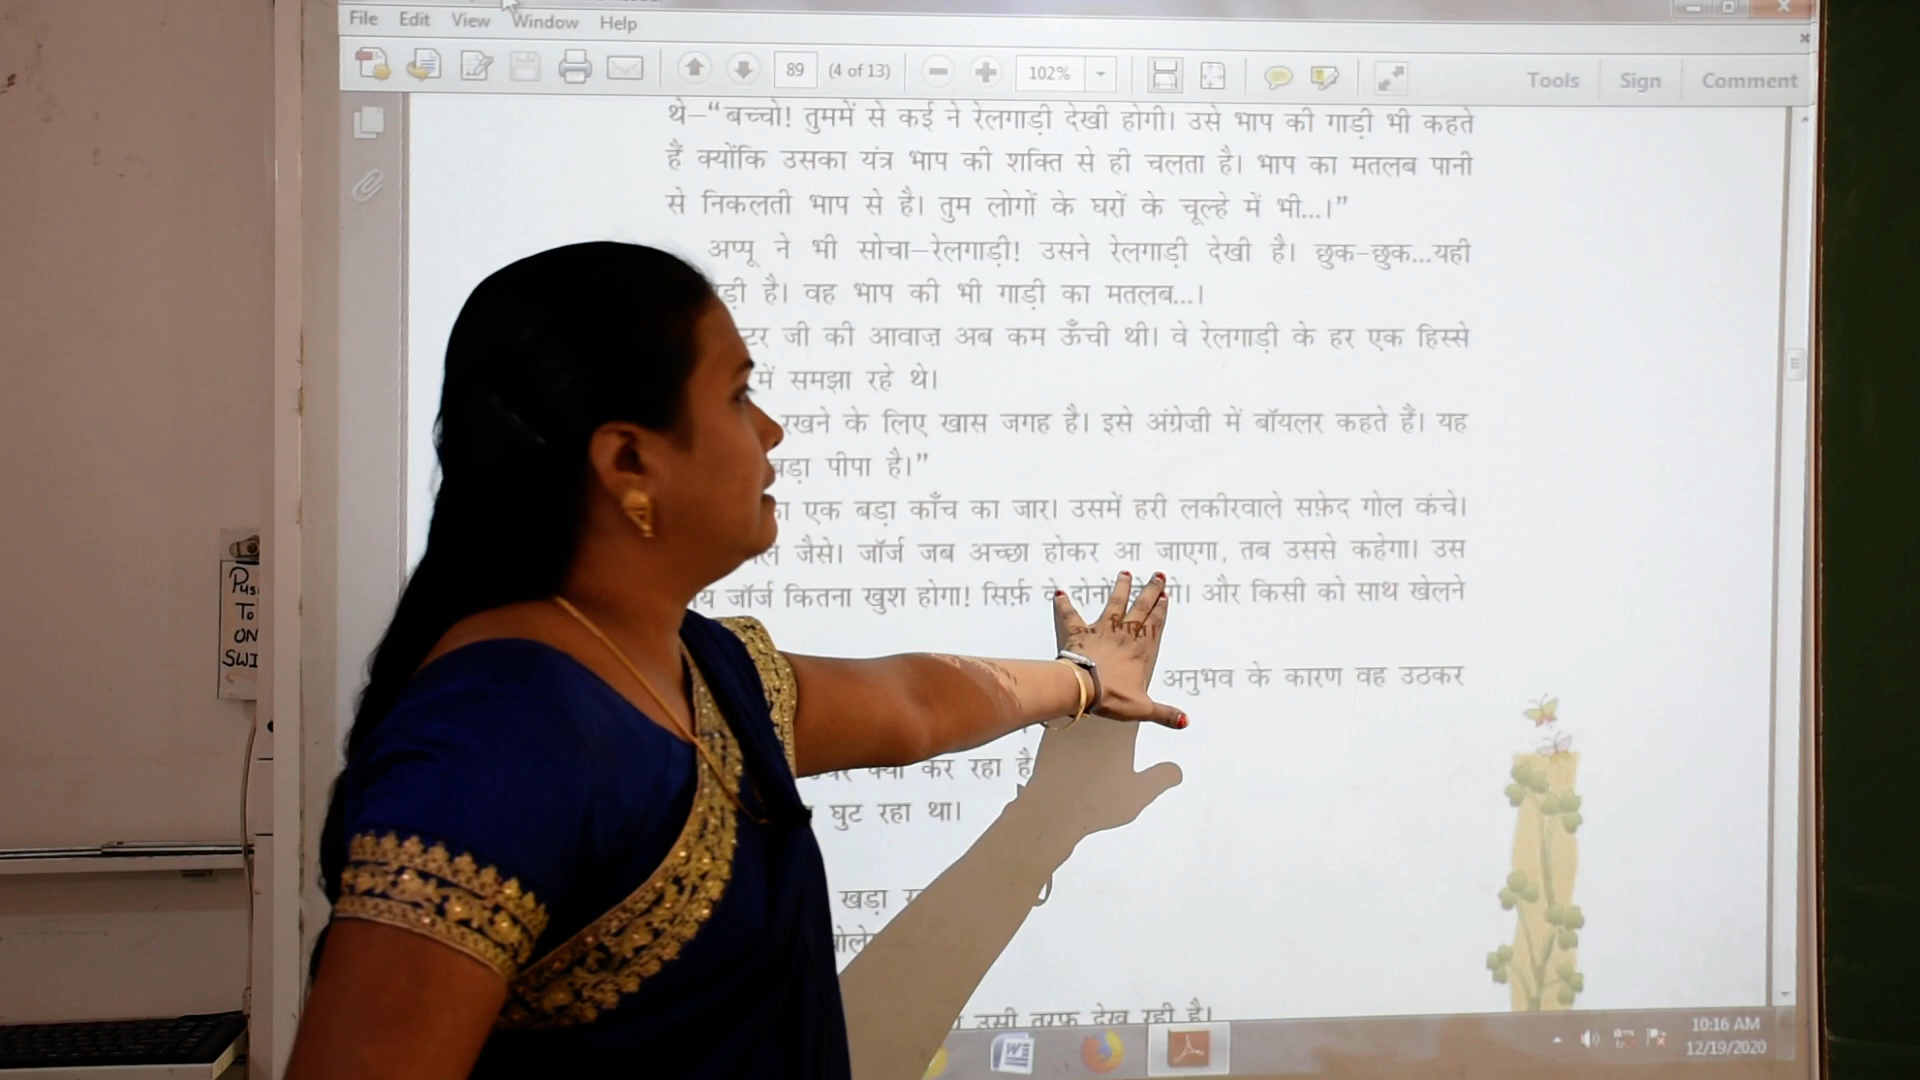 File Edit View Window Help
89 (4 of 13) 102% Tools Sign Comment
थे–“बच्चो! तुममें से कई ने रेलगाड़ी देखी होगी। उसे भाप की गाड़ी भी कहते
हैं क्योंकि उसका यंत्र भाप की शक्ति से ही चलता है। भाप का मतलब पानी
से निकलती भाप से है। तुम लोगों के घरों के चूल्हे में भी...।”
अप्पू ने भी सोचा–रेलगाड़ी! उसने रेलगाड़ी देखी है। छुक-छुक...यही
है। वह भाप की भी गाड़ी का मतलब...।
जी की आवाज़ अब कम ऊँची थी। वे रेलगाड़ी के हर एक हिस्से
में समझा रहे थे।
रखने के लिए खास जगह है। इसे अंग्रेज़ी में बॉयलर कहते हैं। यह
बड़ा पीपा है।”
एक बड़ा काँच का जार। उसमें हरी लकीरवाले सफ़ेद गोल कंचे।
जैसे। जॉर्ज जब अच्छा होकर आ जाएगा, तब उससे कहेगा। उस
जॉर्ज कितना खुश होगा! सिर्फ़ वे दोनों और किसी को साथ खेलने
गिरा।
अनुभव के कारण वह उठकर
क्या कर रहा है
घुट रहा था।
खड़ा
उसी तरफ़ देख रही है।
TO
ON
10:16 AM
12/19/2020